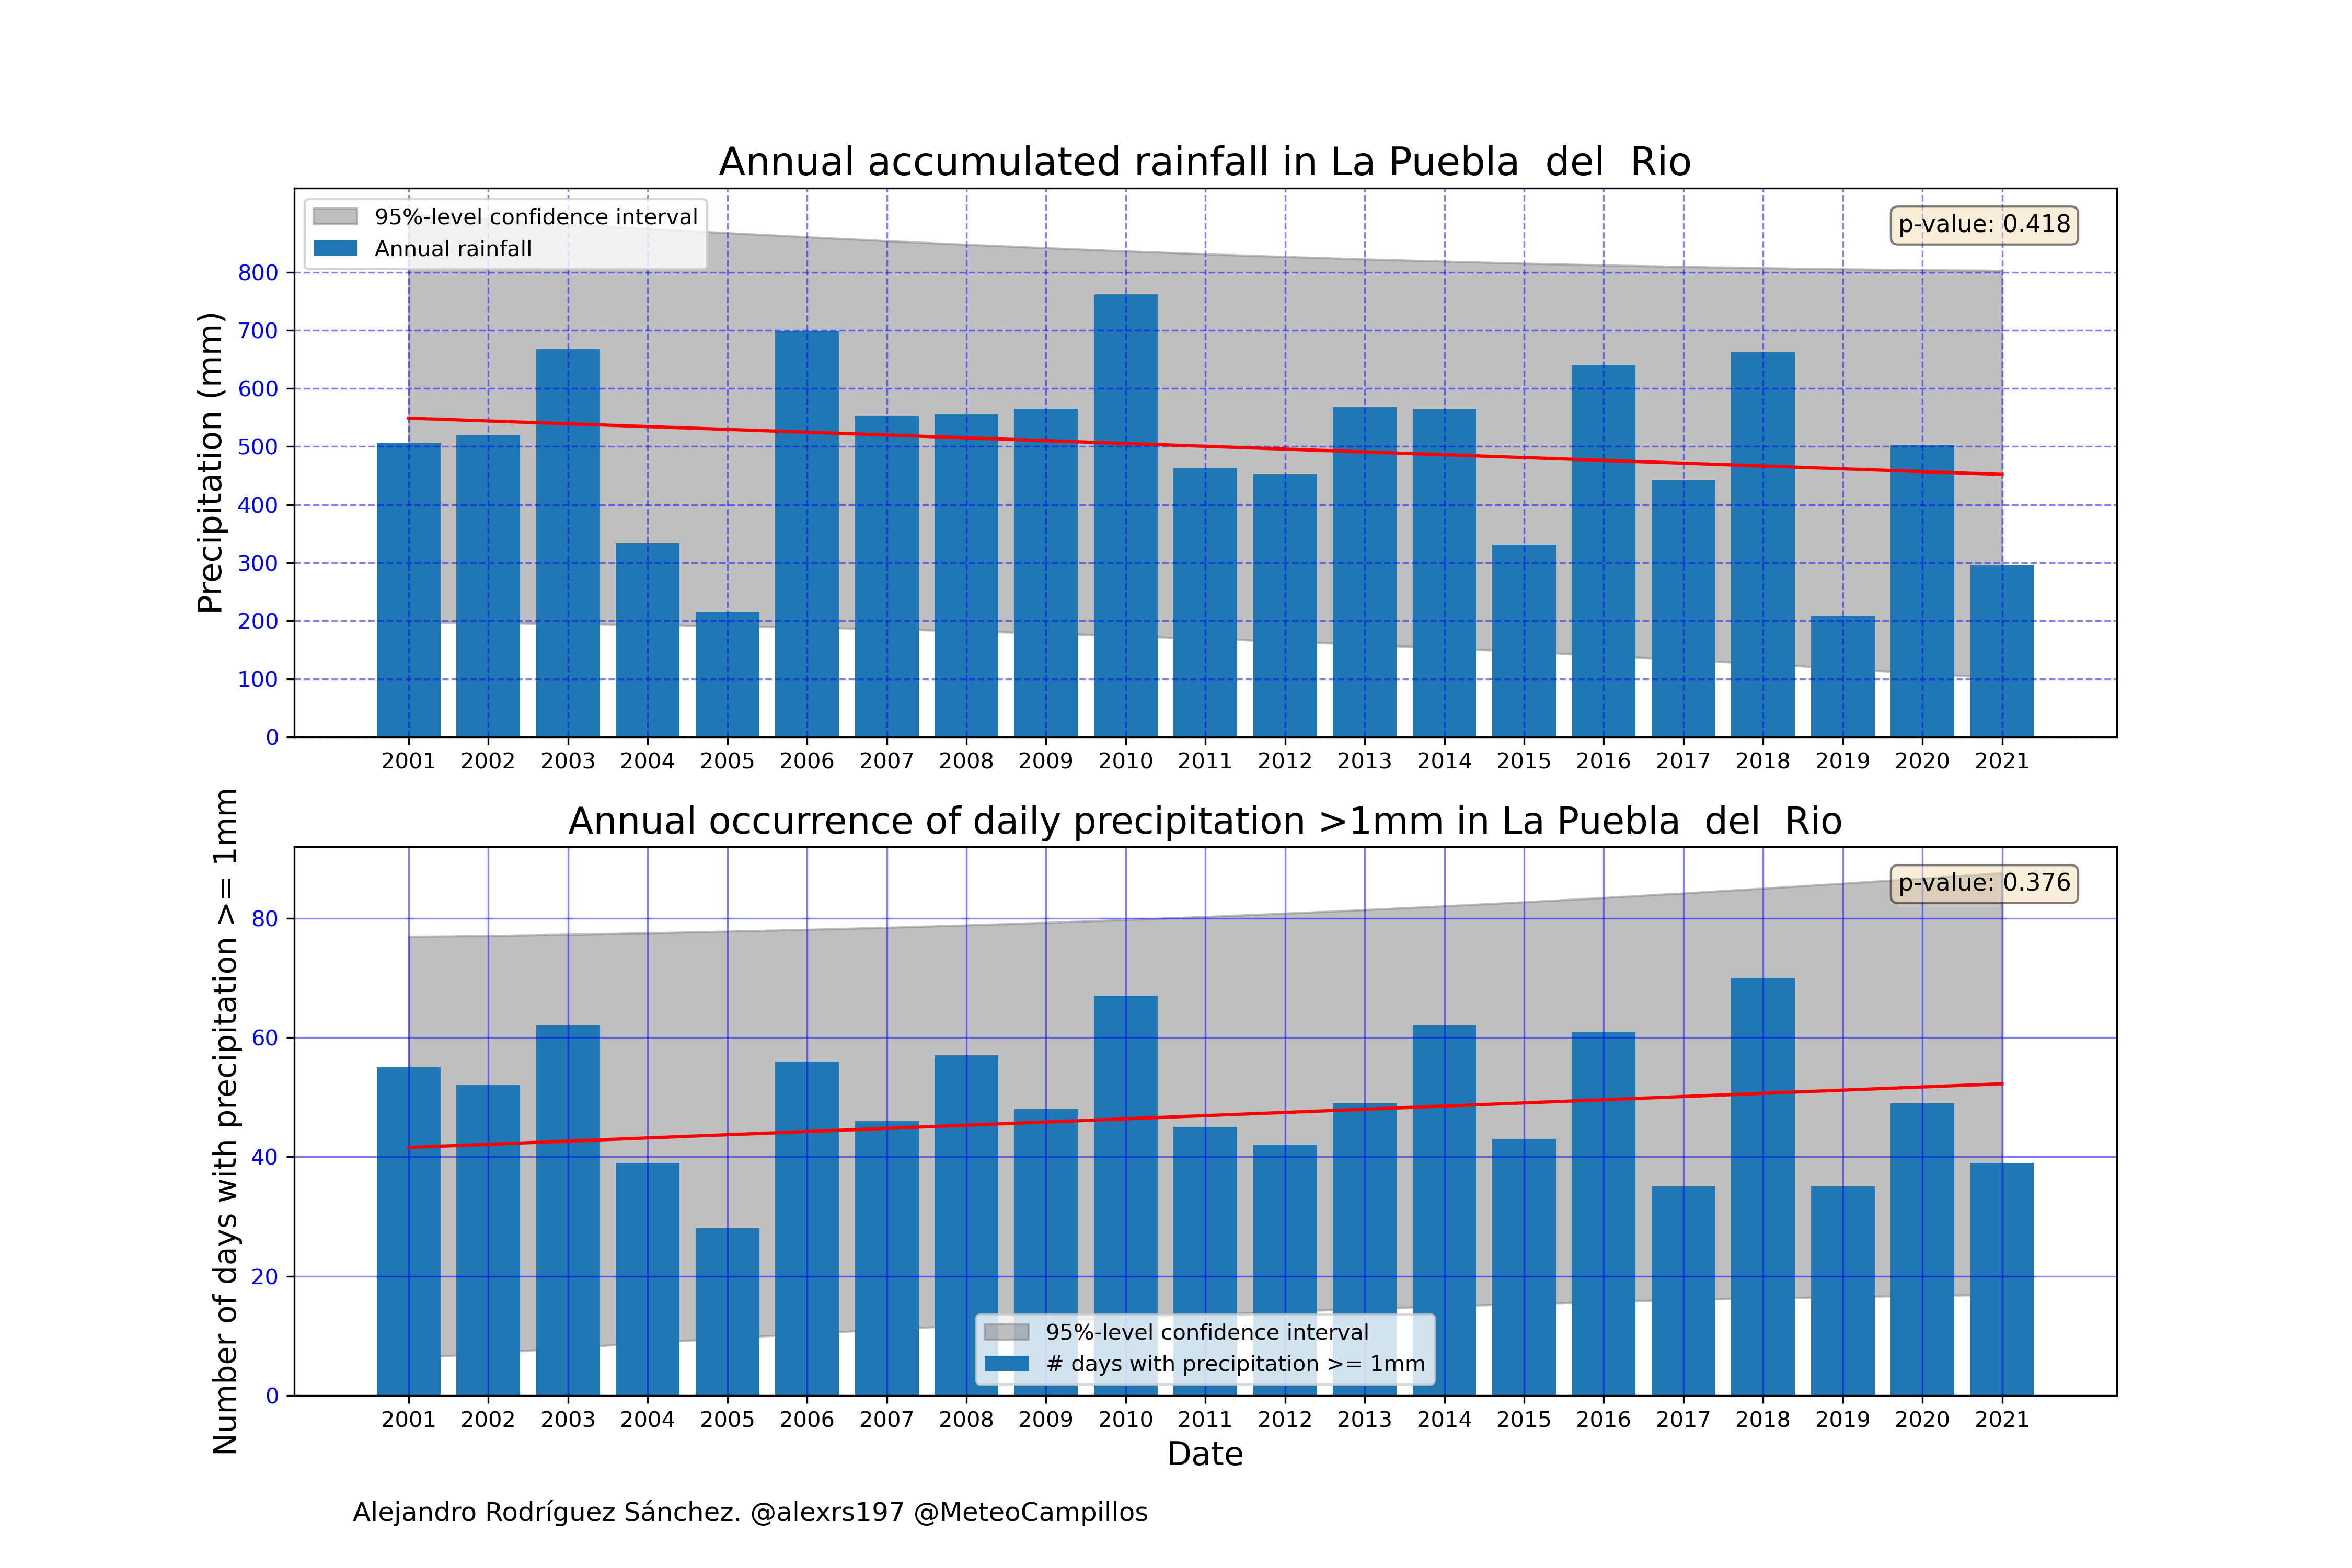 Annual accumulated rainfall in La Puebla  del  Rio
95%-level confidence interval
Annual rainfall
p-value: 0.418
Precipitation (mm)
800
700
600
500
400
300
200
100
0
2001 2002 2003 2004 2005 2006 2007 2008 2009 2010 2011 2012 2013 2014 2015 2016 2017 2018 2019 2020 2021
Annual occurrence of daily precipitation >1mm in La Puebla  del  Rio
p-value: 0.376
Number of days with precipitation >= 1mm
80
60
40
20
0
95%-level confidence interval
# days with precipitation >= 1mm
2001 2002 2003 2004 2005 2006 2007 2008 2009 2010 2011 2012 2013 2014 2015 2016 2017 2018 2019 2020 2021
Date
Alejandro Rodríguez Sánchez. @alexrs197 @MeteoCampillos